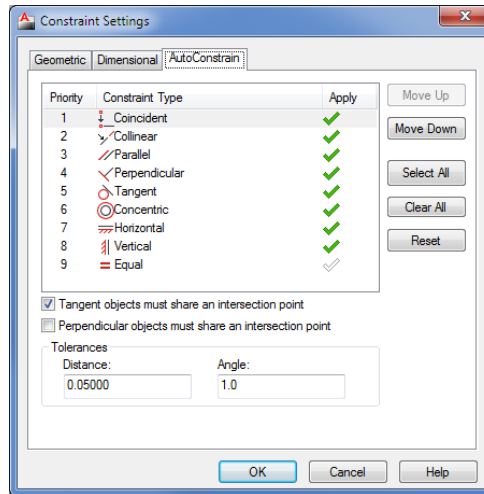 Constraint Settings
Geometric Dimensional AutoConstrain
Priority Constraint Type Apply Move Up
1 Coincident
2 Collinear Move Down
3 Parallel
4 Perpendicular Select All
5 Tangent
6 Concentric Clear All
7 Horizontal
8 Vertical Reset
9 Equal
Tangent objects must share an intersection point
Perpendicular objects must share an intersection point
Tolerances
Distance: Angle:
0.05000 1.0
OK Cancel Help